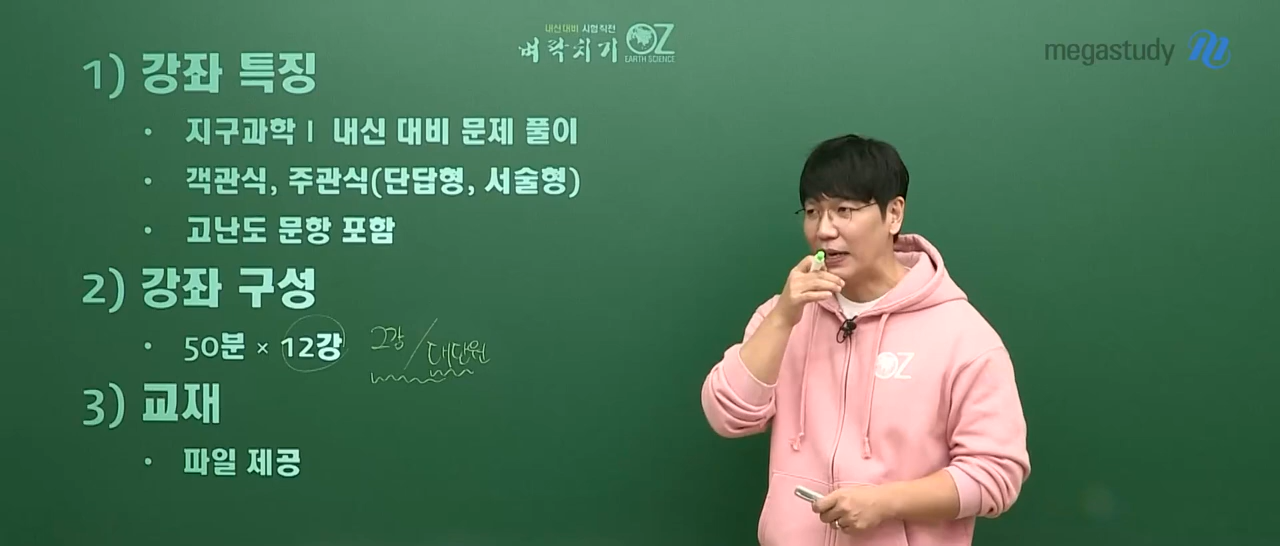 내신 대비 시험 직전
벼락치기 OZ
EARTH SCIENCE
megastudy
1) 강좌 특징
• 지구과학Ⅰ 내신 대비 문제 풀이
• 객관식, 주관식(단답형, 서술형)
• 고난도 문항 포함
2) 강좌 구성
• 50분 × 12강 2강/대단원
3) 교재
• 파일 제공
OZ